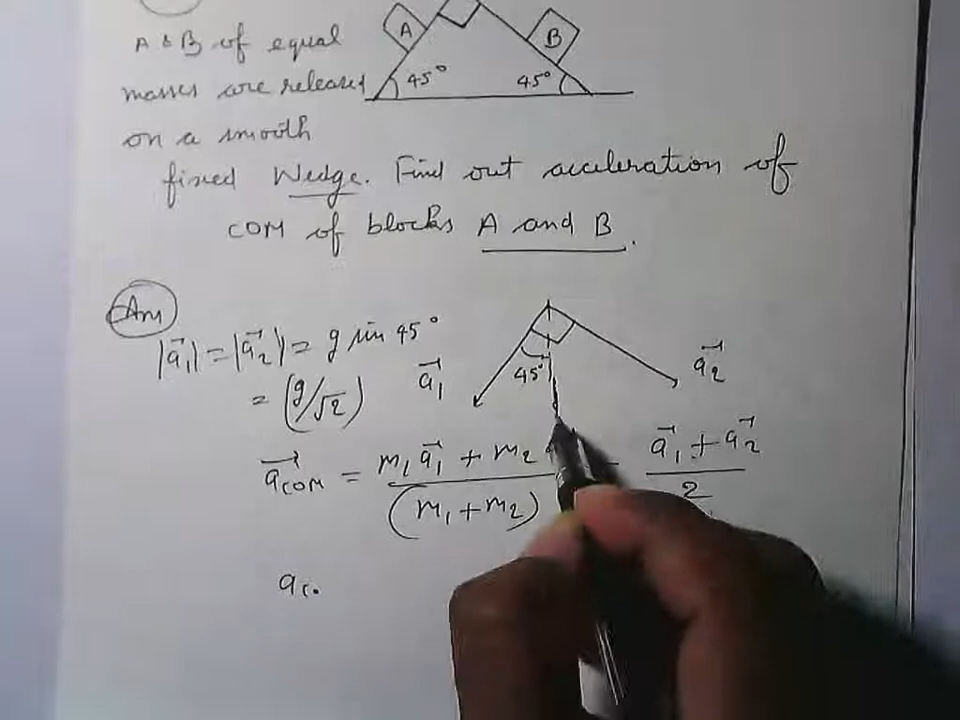 A & B of equal
masses are released
on a smooth
fixed Wedge. Find out acceleration of
COM of blocks A and B.
A
B
45°
45°
Ans
|a⃗₁| = |a⃗₂| = g sin 45°
= (g/√2)
a⃗₁
45°
a⃗₂
a⃗COM = m₁a⃗₁ + m₂ / (m₁ + m₂)
a⃗₁ + a⃗₂ / 2